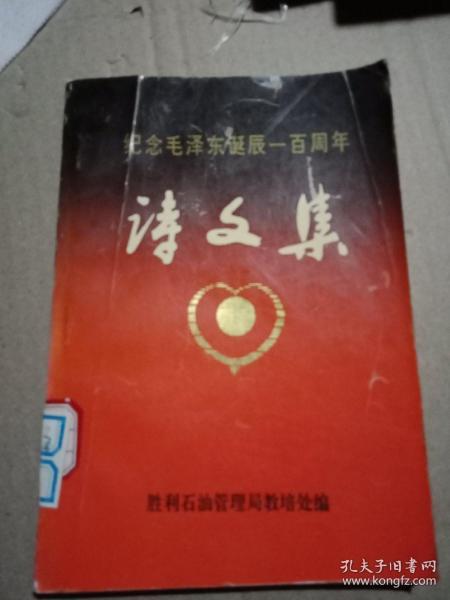 纪念毛泽东诞辰一百周年
诗文集
胜利石油管理局教培处编
孔夫子旧书网
www.kongfz.com